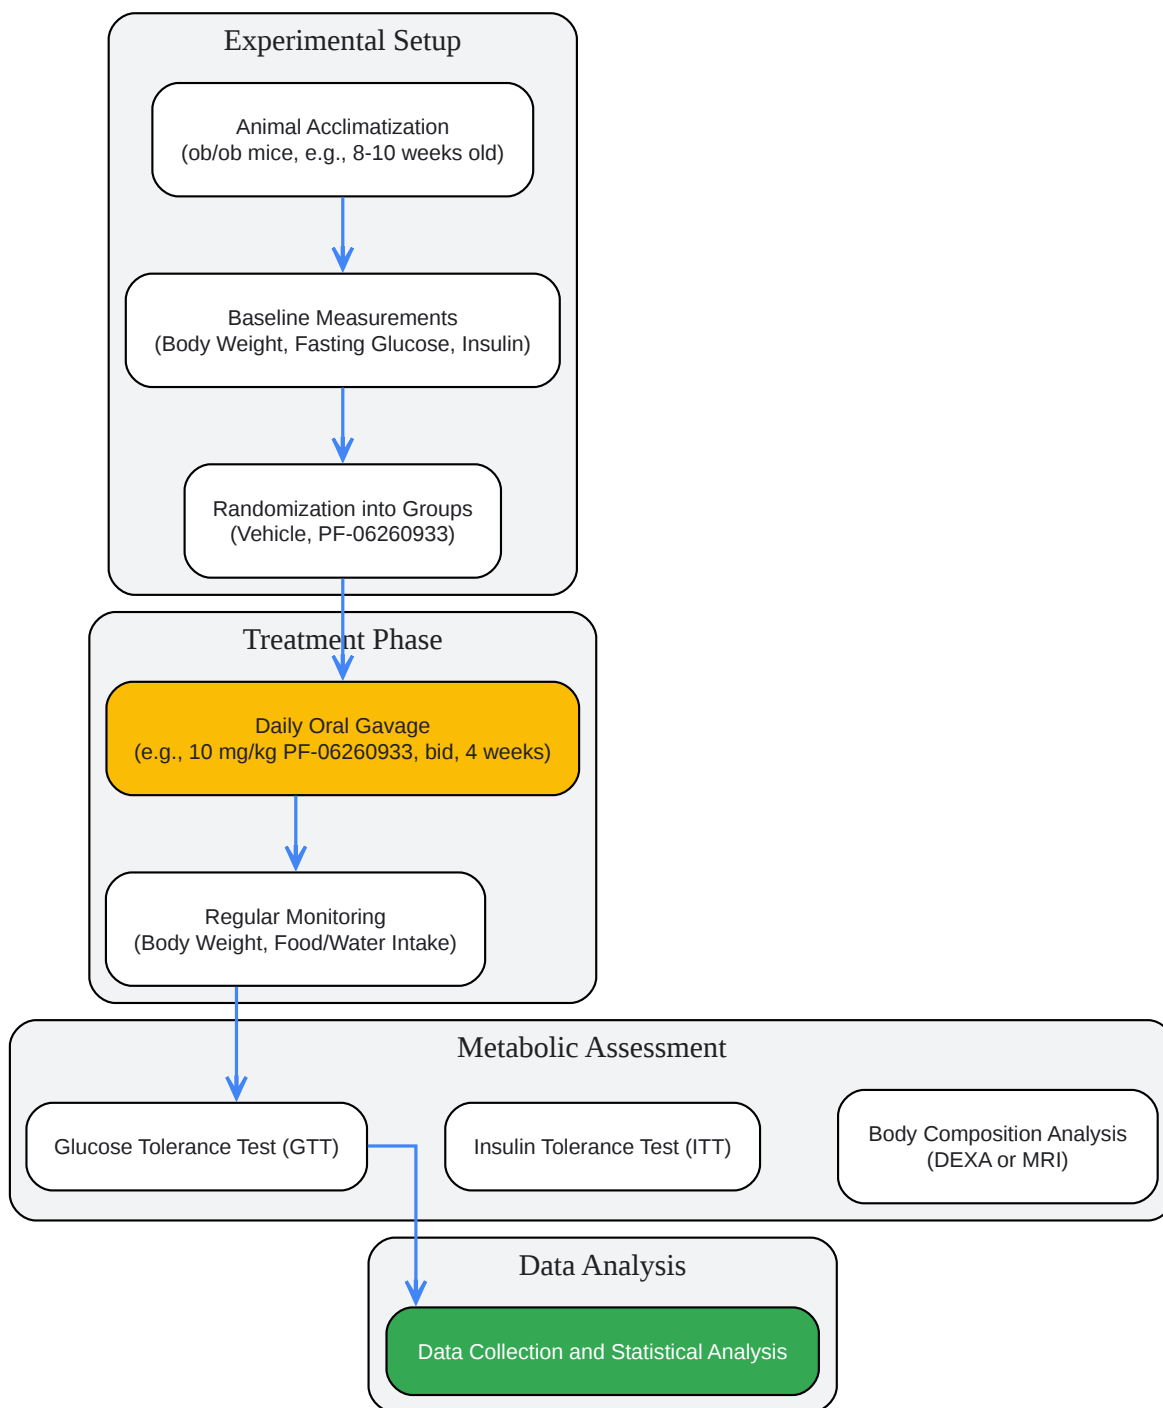 Experimental Setup
Animal Acclimatization
(ob/ob mice, e.g., 8-10 weeks old)
Baseline Measurements
(Body Weight, Fasting Glucose, Insulin)
Randomization into Groups
(Vehicle, PF-06260933)
Treatment Phase
Daily Oral Gavage
(e.g., 10 mg/kg PF-06260933, bid, 4 weeks)
Regular Monitoring
(Body Weight, Food/Water Intake)
Metabolic Assessment
Glucose Tolerance Test (GTT)
Insulin Tolerance Test (ITT)
Body Composition Analysis
(DEXA or MRI)
Data Analysis
Data Collection and Statistical Analysis